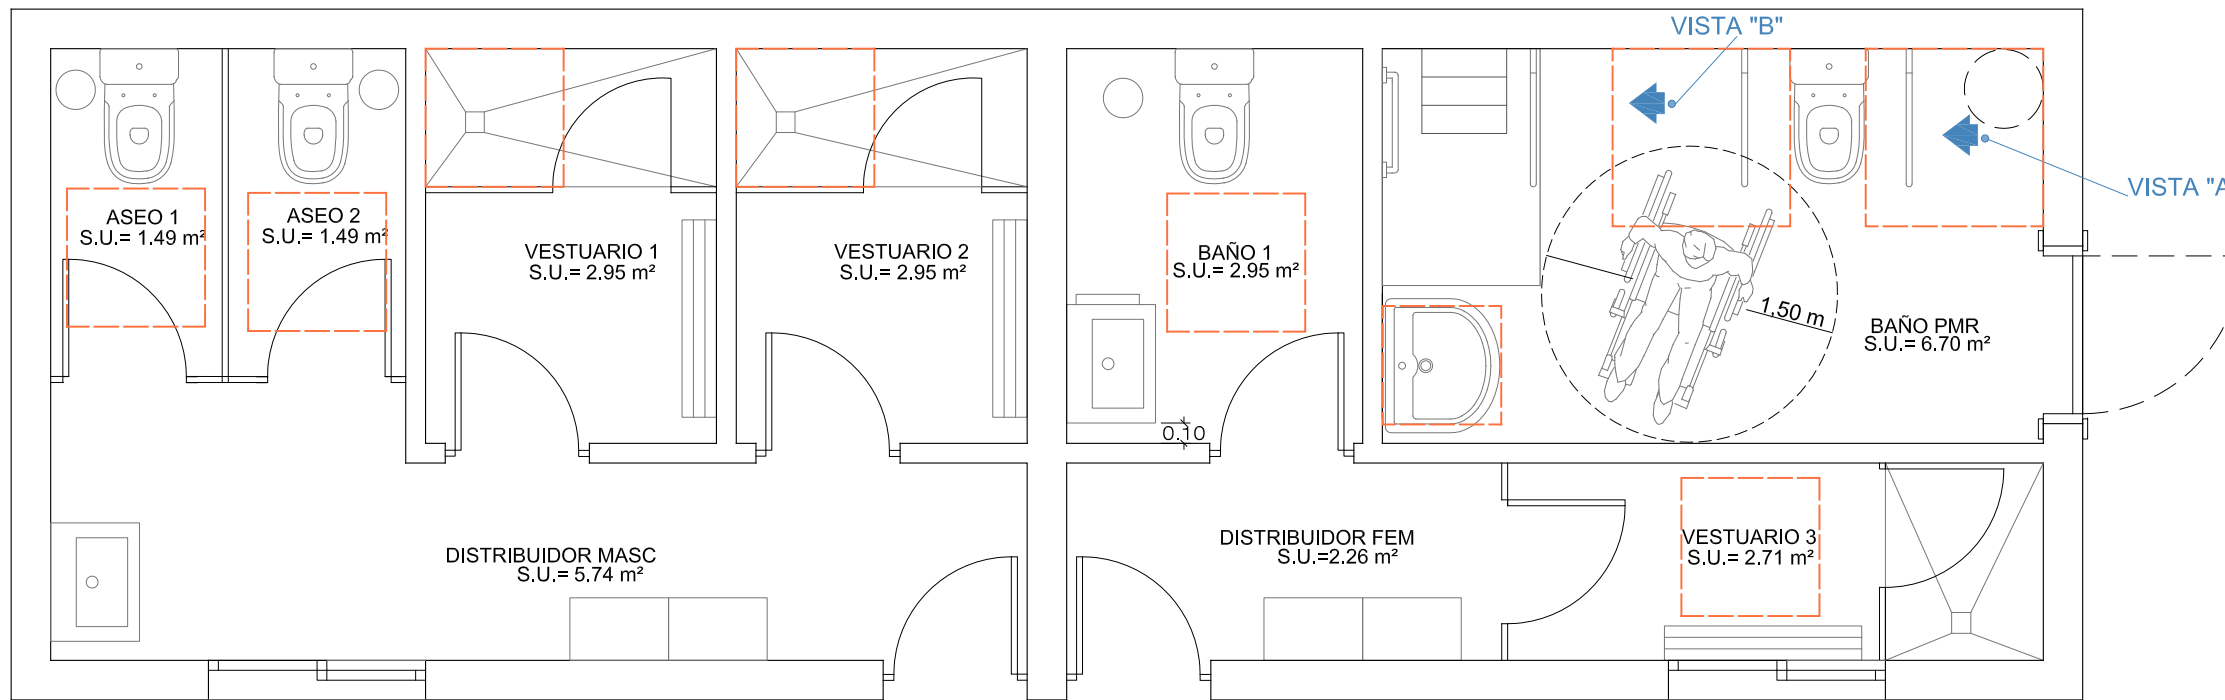 VISTA "B"
VISTA "A
ASEO 1
S.U.= 1.49 m²
ASEO 2
S.U.= 1.49 m²
VESTUARIO 1
S.U.= 2.95 m²
VESTUARIO 2
S.U.= 2.95 m²
BAÑO 1
S.U.= 2.95 m²
1.50 m
BAÑO PMR
S.U.= 6.70 m²
0.10
DISTRIBUIDOR MASC
S.U.= 5.74 m²
DISTRIBUIDOR FEM
S.U.=2.26 m²
VESTUARIO 3
S.U.= 2.71 m²